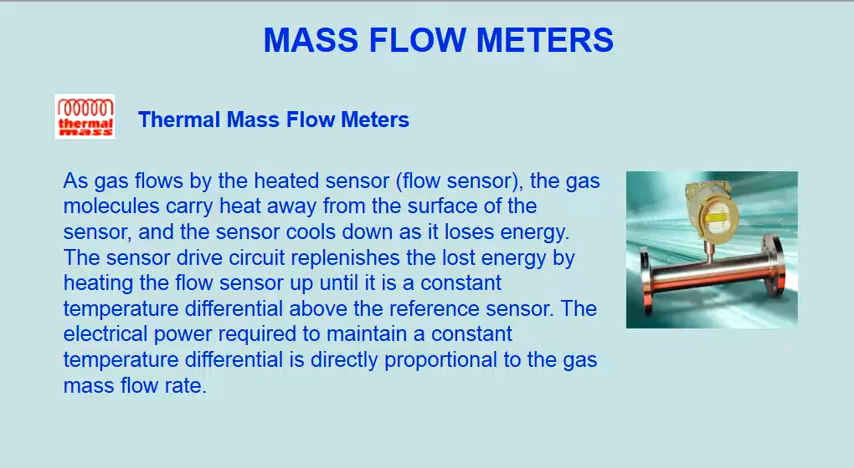 MASS FLOW METERS
thermal
mass
Thermal Mass Flow Meters
As gas flows by the heated sensor (flow sensor), the gas
molecules carry heat away from the surface of the
sensor, and the sensor cools down as it loses energy.
The sensor drive circuit replenishes the lost energy by
heating the flow sensor up until it is a constant
temperature differential above the reference sensor. The
electrical power required to maintain a constant
temperature differential is directly proportional to the gas
mass flow rate.